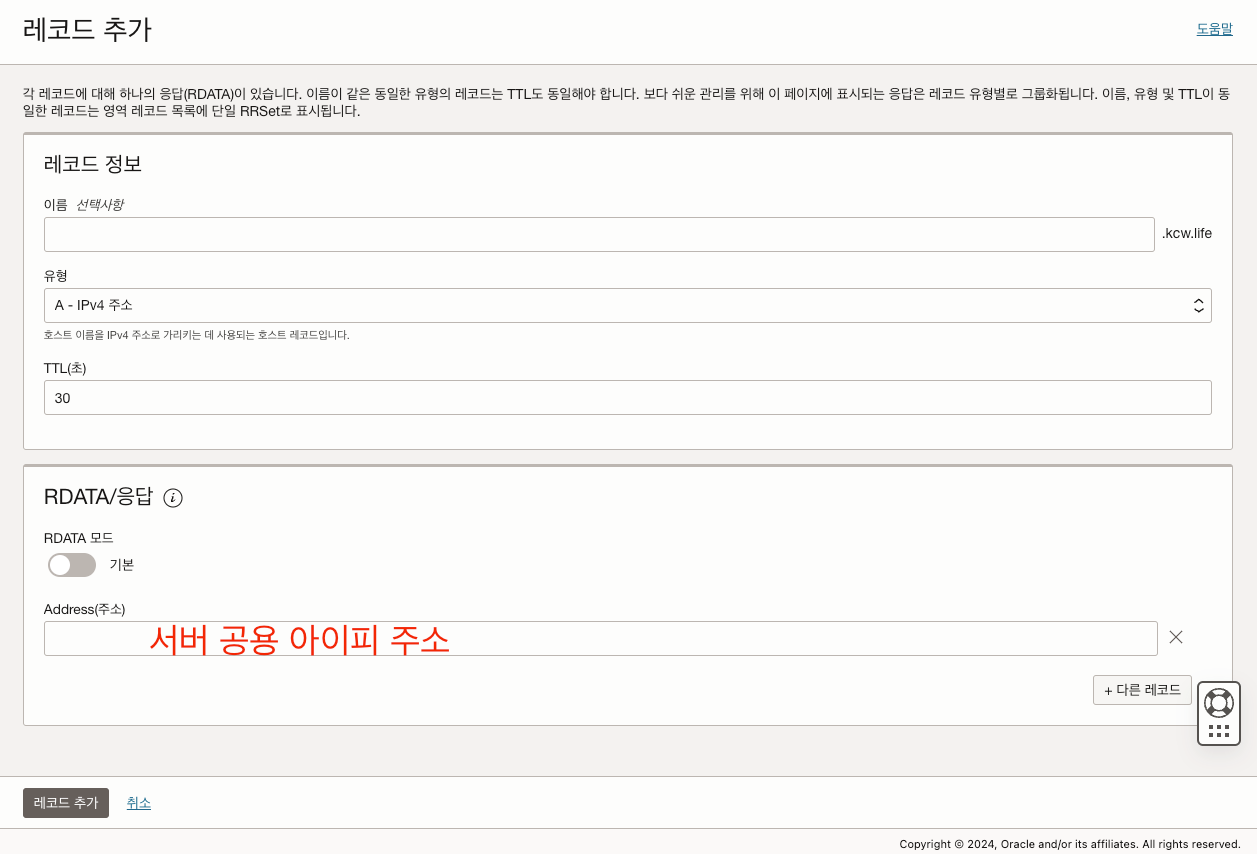 레코드 추가
도움말
각 레코드에 대해 하나의 응답(RDATA)이 있습니다. 이름이 같은 동일한 유형의 레코드는 TTL도 동일해야 합니다. 보다 쉬운 관리를 위해 이 페이지에 표시되는 응답은 레코드 유형별로 그룹화됩니다. 이름, 유형 및 TTL이 동
일한 레코드는 영역 레코드 목록에 단일 RRSet로 표시됩니다.
레코드 정보
이름 선택사항
.kcw.life
유형
A - IPv4 주소
호스트 이름을 IPv4 주소로 가리키는 데 사용되는 호스트 레코드입니다.
TTL(초)
30
RDATA/응답 i
RDATA 모드
기본
Address(주소)
서버 공용 아이피 주소
+ 다른 레코드
레코드 추가 취소
Copyright © 2024, Oracle and/or its affiliates. All rights reserved.